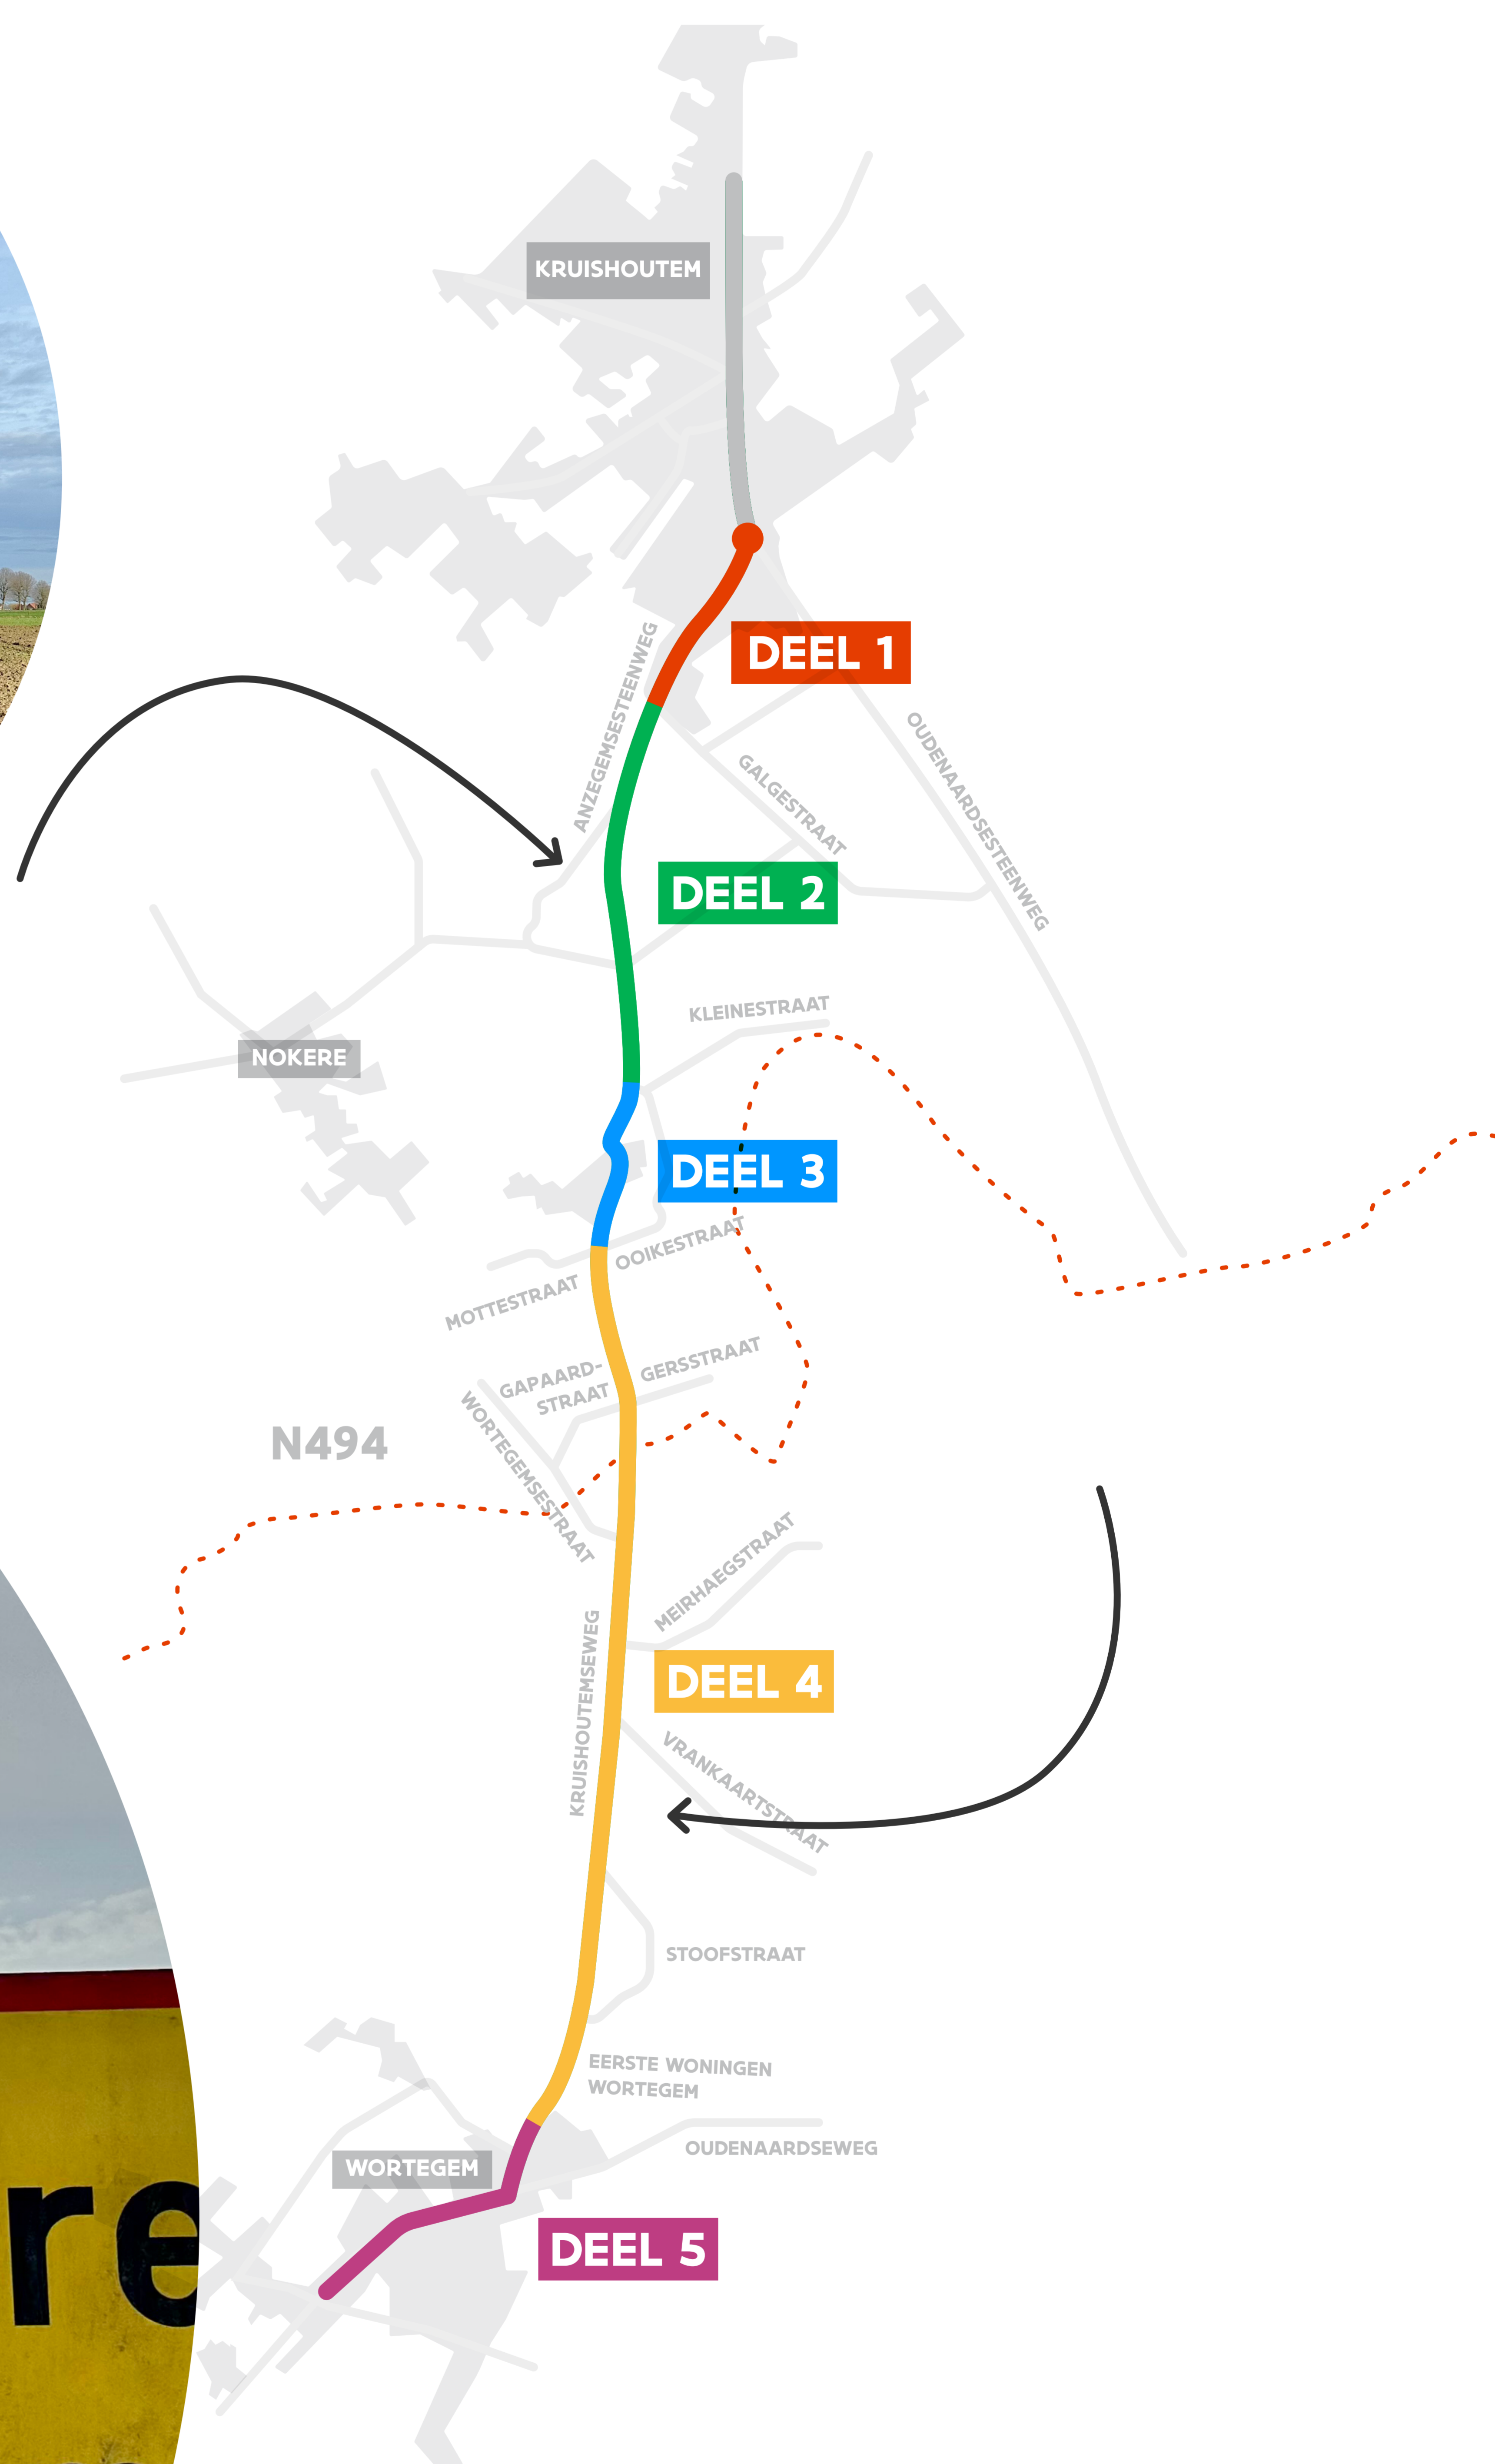 KRUISHOUTEM
DEEL 1
ANZEGEMSESTEENWEG
OUDENAARDSESTEENWEG
GALGESTRAAT
DEEL 2
KLEINESTRAAT
NOKERE
DEEL 3
OOIKESTRAAT
MOTTESTRAAT
GERSSTRAAT
GAPAARD-
STRAAT
WORTEGEMSESTRAAT
N494
MEIRHAEGSTRAAT
KRUISHOUTEMSEWEG
DEEL 4
VRANKAARTSTRAAT
STOOFSTRAAT
EERSTE WONINGEN
WORTEGEM
OUDENAARDSEWEG
WORTEGEM
DEEL 5
re